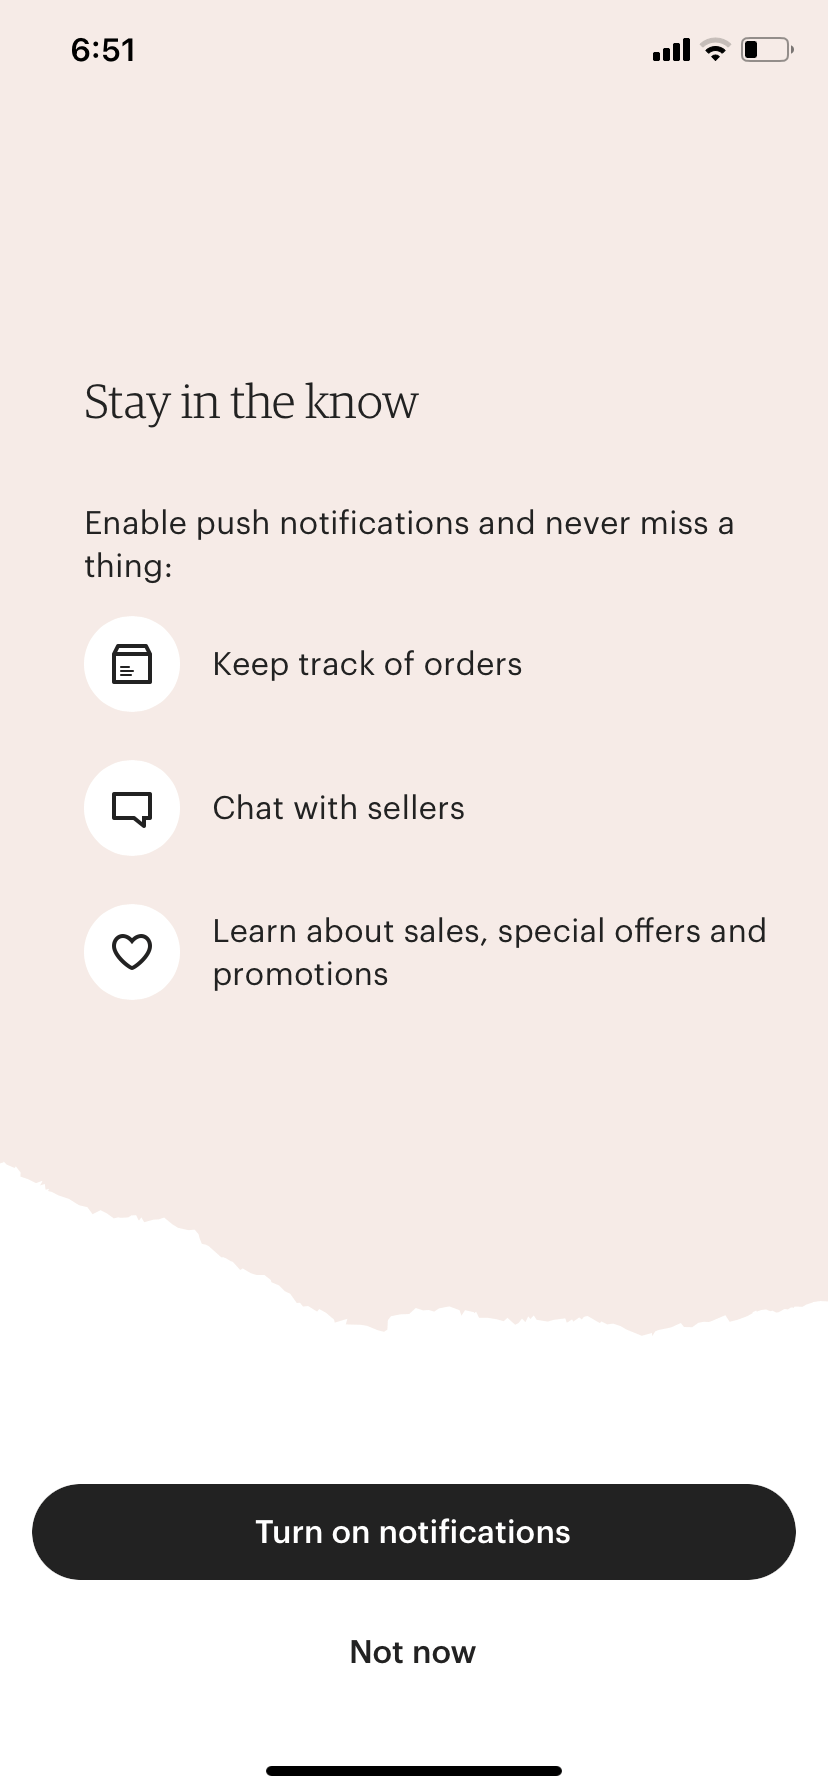 6:51
Stay in the know
Enable push notifications and never miss a
thing:
Keep track of orders
Chat with sellers
Learn about sales, special offers and
promotions
Turn on notifications
Not now